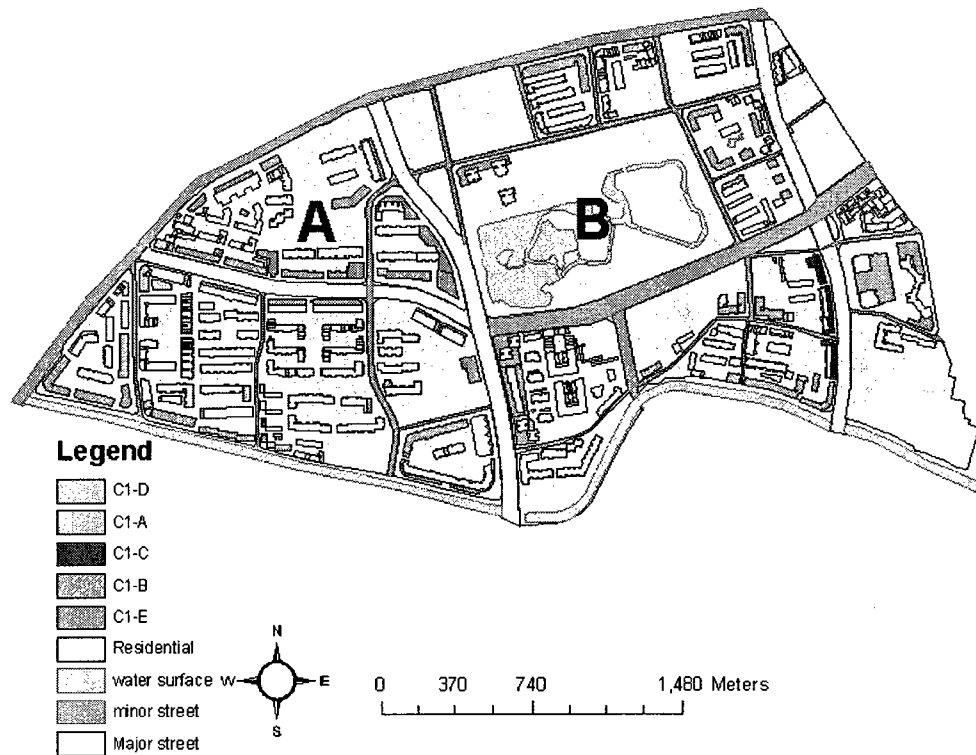 A
B
Legend
C1-D
C1-A
C1-C
C1-B
C1-E
Residential
water surface
minor street
Major street
N
W E
S
0 370 740 1,480 Meters